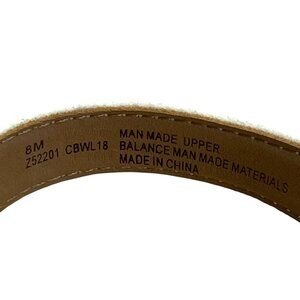 8M
Z52201 CBWL18
MAN MADE UPPER
BALANCE MAN MADE MATERIALS
MADE IN CHINA